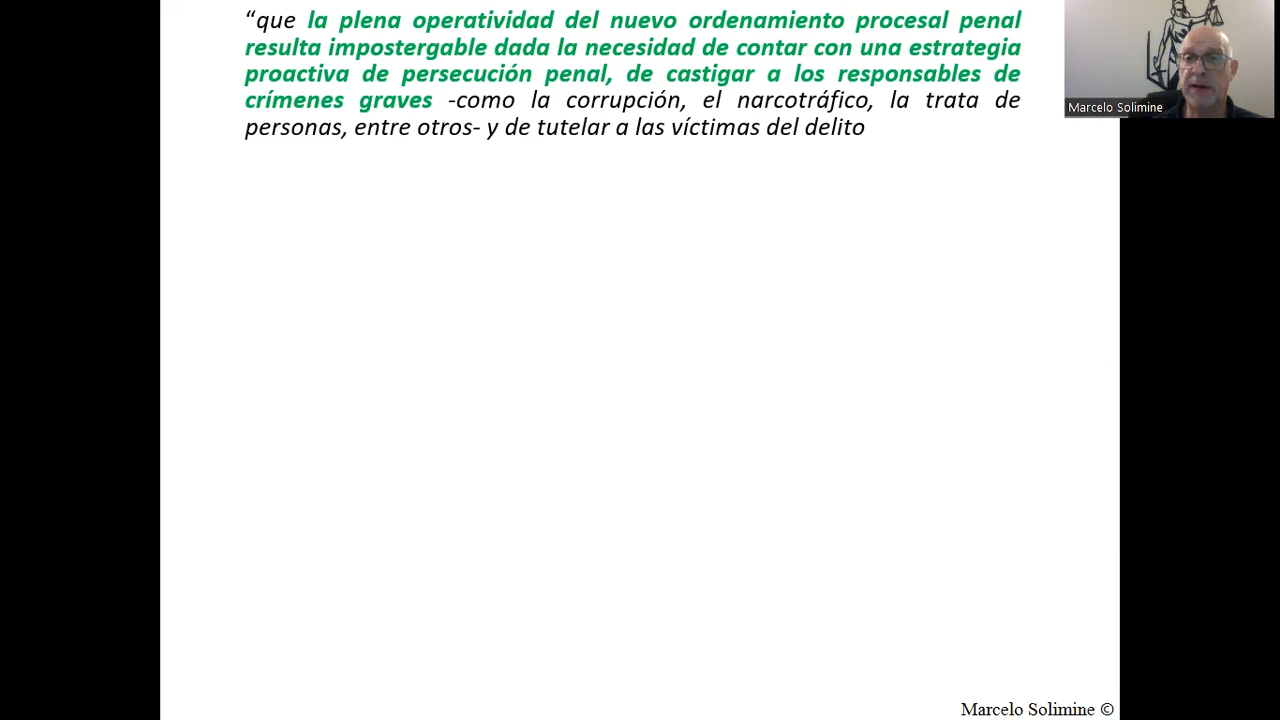 “que la plena operatividad del nuevo ordenamiento procesal penal
resulta impostergable dada la necesidad de contar con una estrategia
proactiva de persecución penal, de castigar a los responsables de
crímenes graves -como la corrupción, el narcotráfico, la trata de
personas, entre otros- y de tutelar a las víctimas del delito
Marcelo Solimine
Marcelo Solimine ©